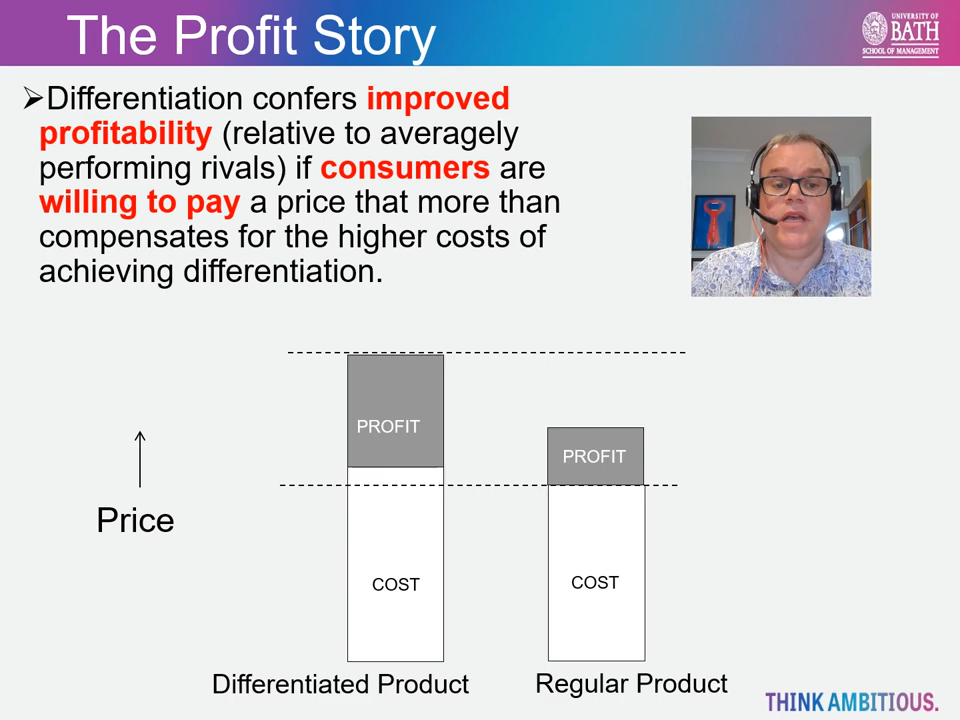 The Profit Story
UNIVERSITY OF
BATH
SCHOOL OF MANAGEMENT
➢Differentiation confers improved
profitability (relative to averagely
performing rivals) if consumers are
willing to pay a price that more than
compensates for the higher costs of
achieving differentiation.
PROFIT
PROFIT
Price
COST
COST
Differentiated Product
Regular Product
THINK AMBITIOUS.